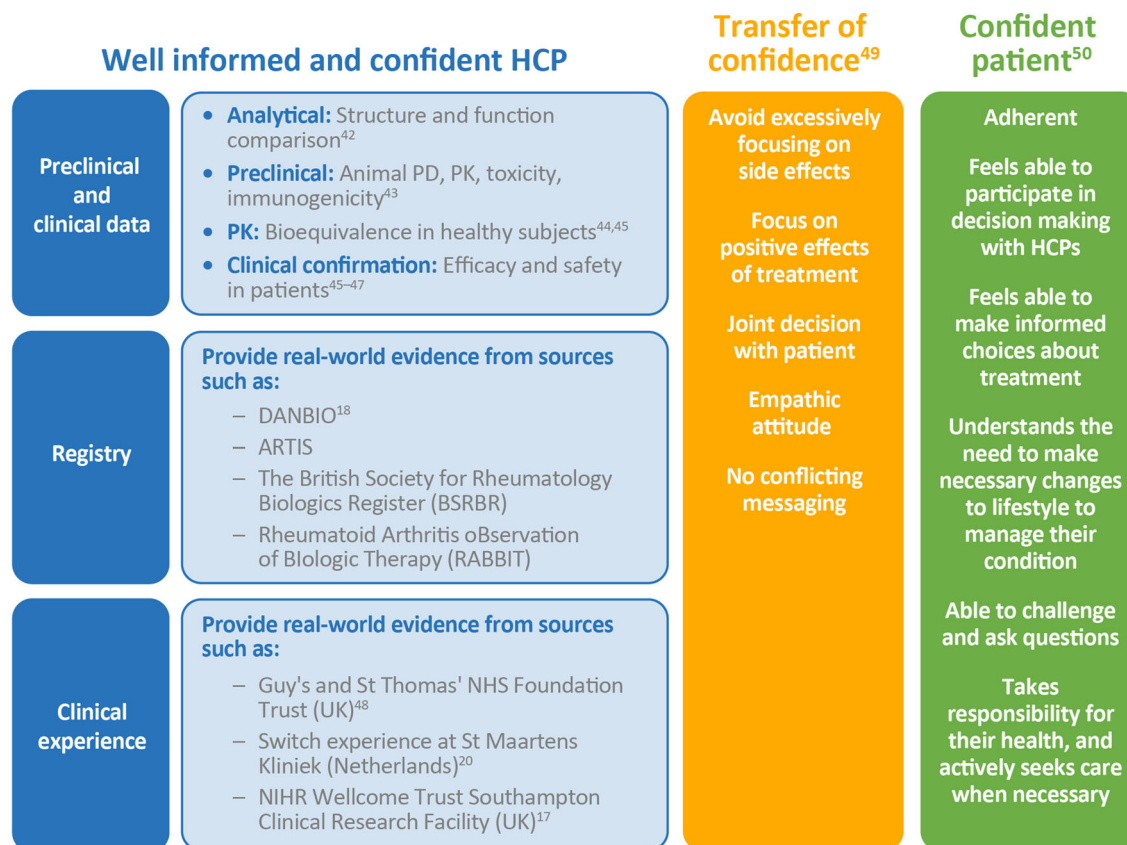 Well informed and confident HCP
Preclinical
and
clinical data
• Analytical: Structure and function
comparison42
• Preclinical: Animal PD, PK, toxicity,
immunogenicity43
• PK: Bioequivalence in healthy subjects44,45
• Clinical confirmation: Efficacy and safety
in patients45–47
Registry
Provide real-world evidence from sources
such as:
– DANBIO18
– ARTIS
– The British Society for Rheumatology
Biologics Register (BSRBR)
– Rheumatoid Arthritis oBservation
of BIologic Therapy (RABBIT)
Clinical
experience
Provide real-world evidence from sources
such as:
– Guy's and St Thomas' NHS Foundation
Trust (UK)48
– Switch experience at St Maartens
Kliniek (Netherlands)20
– NIHR Wellcome Trust Southampton
Clinical Research Facility (UK)17
Transfer of
confidence49
Avoid excessively
focusing on
side effects
Focus on
positive effects
of treatment
Joint decision
with patient
Empathic
attitude
No conflicting
messaging
Confident
patient50
Adherent
Feels able to
participate in
decision making
with HCPs
Feels able to
make informed
choices about
treatment
Understands the
need to make
necessary changes
to lifestyle to
manage their
condition
Able to challenge
and ask questions
Takes
responsibility for
their health, and
actively seeks care
when necessary